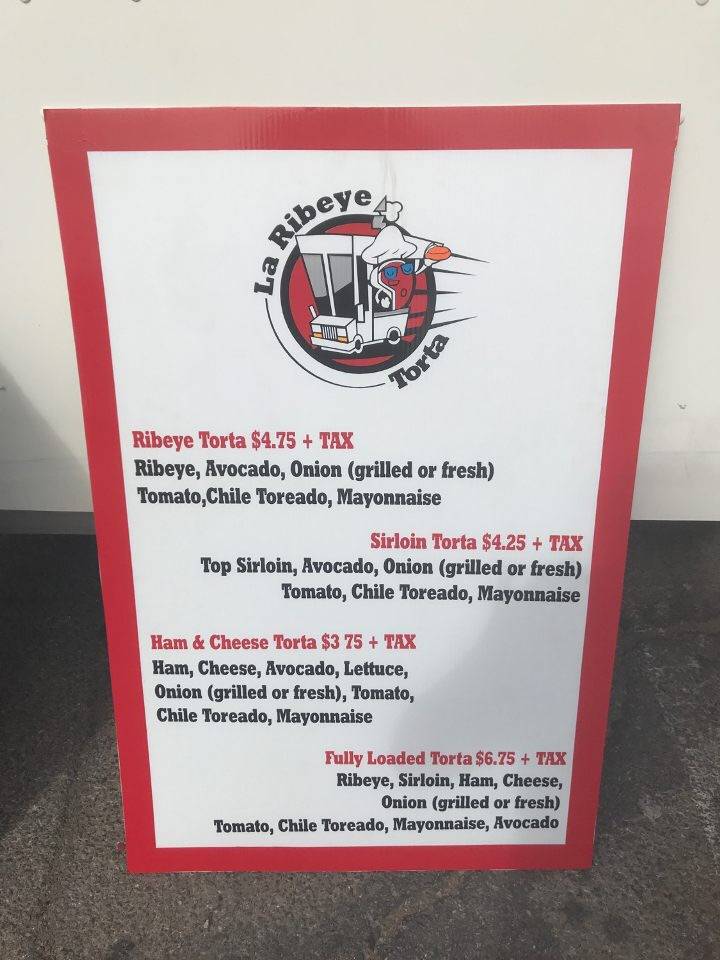 La Ribeye
Torta
Ribeye Torta $4.75 + TAX
Ribeye, Avocado, Onion (grilled or fresh)
Tomato,Chile Toreado, Mayonnaise
Sirloin Torta $4.25 + TAX
Top Sirloin, Avocado, Onion (grilled or fresh)
Tomato, Chile Toreado, Mayonnaise
Ham & Cheese Torta $3 75 + TAX
Ham, Cheese, Avocado, Lettuce,
Onion (grilled or fresh), Tomato,
Chile Toreado, Mayonnaise
Fully Loaded Torta $6.75 + TAX
Ribeye, Sirloin, Ham, Cheese,
Onion (grilled or fresh)
Tomato, Chile Toreado, Mayonnaise, Avocado